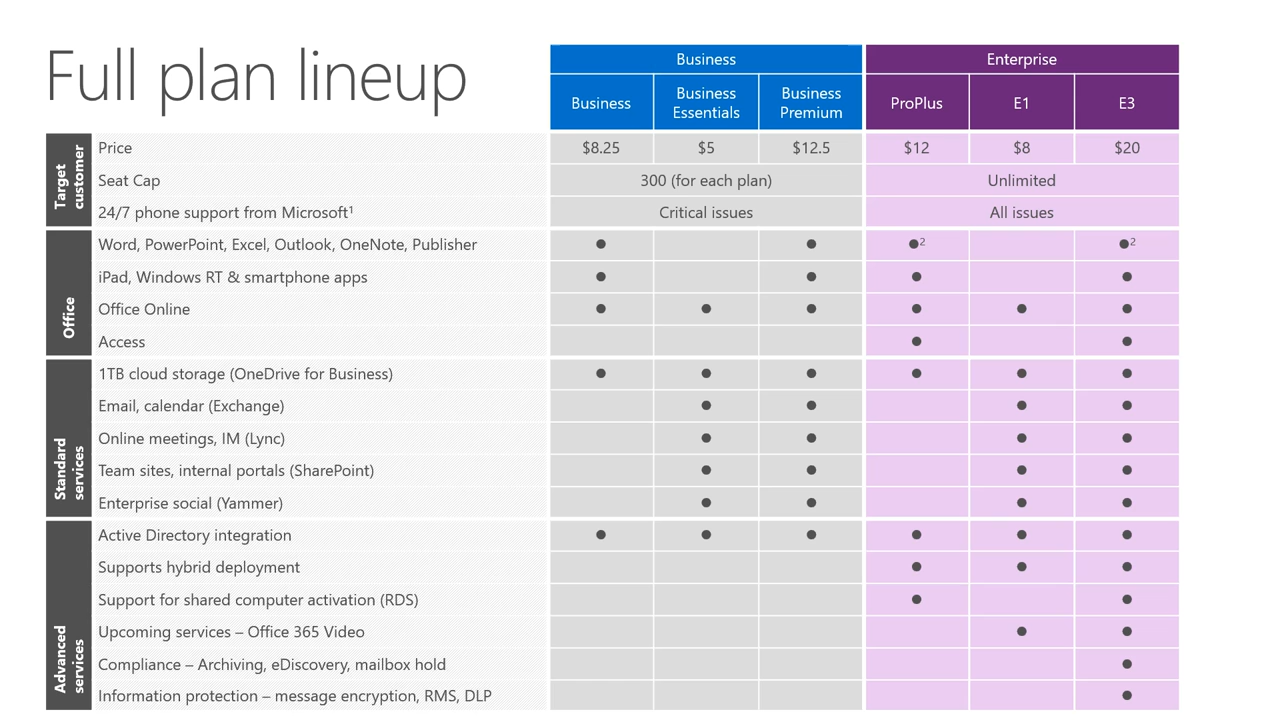 Full plan lineup
Business Enterprise
Business Business Essentials Business Premium ProPlus E1 E3
Target customer
Price $8.25 $5 $12.5 $12 $8 $20
Seat Cap 300 (for each plan) Unlimited
24/7 phone support from Microsoft¹ Critical issues All issues
Office
Word, PowerPoint, Excel, Outlook, OneNote, Publisher ● ● ●² ●²
iPad, Windows RT & smartphone apps ● ● ● ●
Office Online ● ● ● ● ● ●
Access ● ●
Standard services
1TB cloud storage (OneDrive for Business) ● ● ● ● ● ●
Email, calendar (Exchange) ● ● ● ●
Online meetings, IM (Lync) ● ● ● ●
Team sites, internal portals (SharePoint) ● ● ● ●
Enterprise social (Yammer) ● ● ● ●
Advanced services
Active Directory integration ● ● ● ● ● ●
Supports hybrid deployment ● ● ●
Support for shared computer activation (RDS) ● ●
Upcoming services – Office 365 Video ● ●
Compliance – Archiving, eDiscovery, mailbox hold ●
Information protection – message encryption, RMS, DLP ●